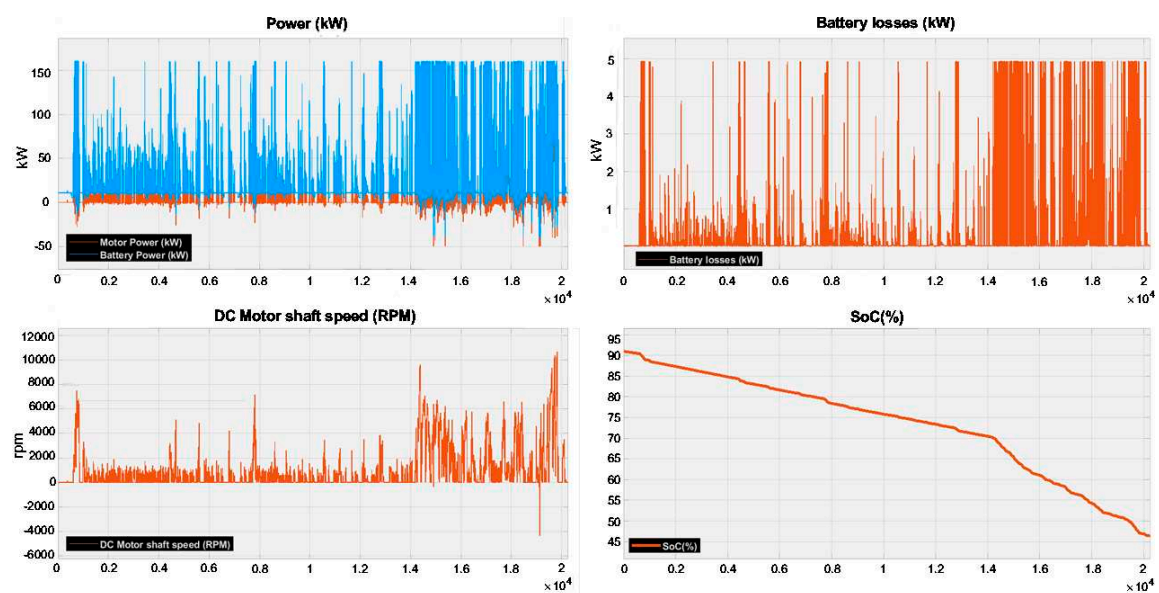 Power (kW)
150
100
50
0
-50
kW
Motor Power (kW)
Battery Power (kW)
0 0.2 0.4 0.6 0.8 1 1.2 1.4 1.6 1.8 2
×10⁴
Battery losses (kW)
5
4
3
2
1
kW
Battery losses (kW)
0 0.2 0.4 0.6 0.8 1 1.2 1.4 1.6 1.8 2
×10⁴
DC Motor shaft speed (RPM)
12000
10000
8000
6000
4000
2000
0
-2000
-4000
-6000
rpm
DC Motor shaft speed (RPM)
0 0.2 0.4 0.6 0.8 1 1.2 1.4 1.6 1.8 2
×10⁴
SoC(%)
95
90
85
80
75
70
65
60
55
50
45
SoC(%)
0 0.2 0.4 0.6 0.8 1 1.2 1.4 1.6 1.8 2
×10⁴